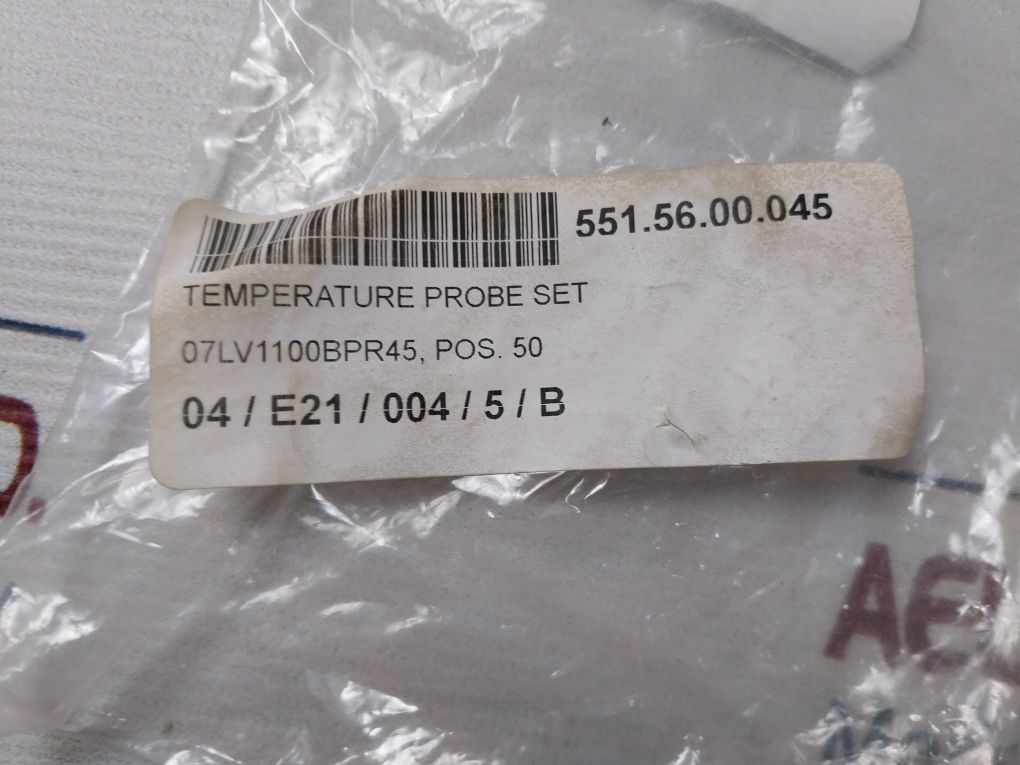 551.56.00.045
TEMPERATURE PROBE SET
07LV1100BPR45, POS. 50
04 / E21 / 004 / 5 / B
D.